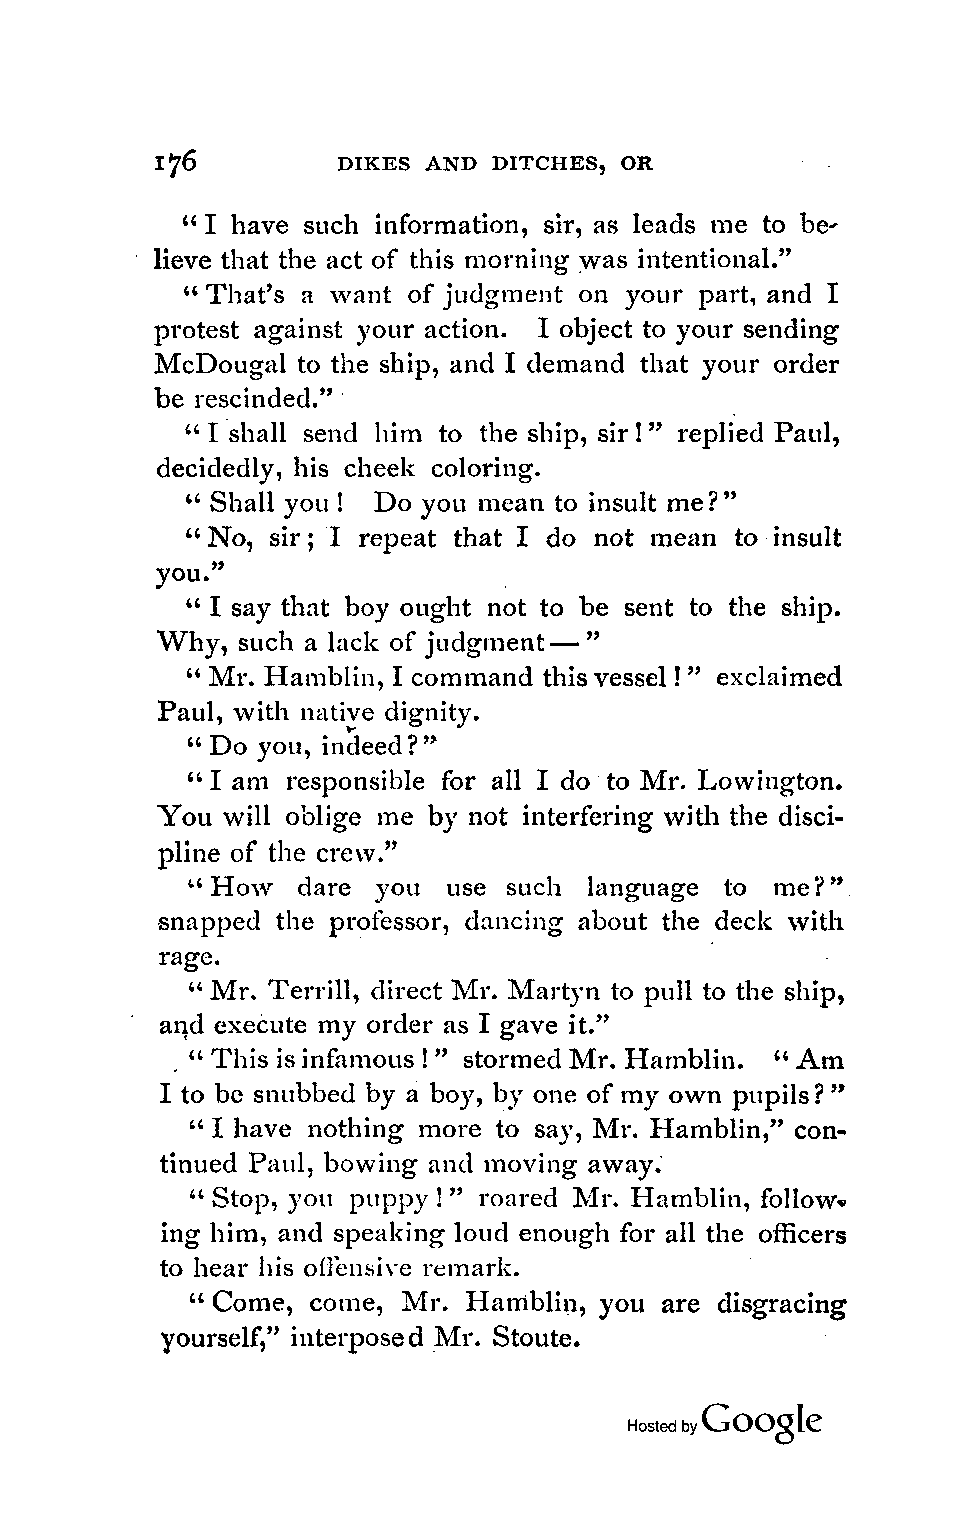 176 DIKES AND DITCHES, OR
“ I have such information, sir, as leads me to be-
lieve that the act of this morning was intentional.”
“ That's a want of judgment on your part, and I
protest against your action. I object to your sending
McDougal to the ship, and I demand that your order
be rescinded.”
“ I shall send him to the ship, sir! ” replied Paul,
decidedly, his cheek coloring.
“ Shall you ! Do you mean to insult me? ”
“ No, sir ; I repeat that I do not mean to insult
you.”
“ I say that boy ought not to be sent to the ship.
Why, such a lack of judgment — ”
“ Mr. Hamblin, I command this vessel ! ” exclaimed
Paul, with native dignity.
“ Do you, indeed? ”
“ I am responsible for all I do to Mr. Lowington.
You will oblige me by not interfering with the disci-
pline of the crew.”
“ How dare you use such language to me? ”
snapped the professor, dancing about the deck with
rage.
“ Mr. Terrill, direct Mr. Martyn to pull to the ship,
and execute my order as I gave it.”
“ This is infamous ! ” stormed Mr. Hamblin. “ Am
I to be snubbed by a boy, by one of my own pupils? ”
“ I have nothing more to say, Mr. Hamblin,” con-
tinued Paul, bowing and moving away.
“ Stop, you puppy ! ” roared Mr. Hamblin, follow-
ing him, and speaking loud enough for all the officers
to hear his offensive remark.
“ Come, come, Mr. Hamblin, you are disgracing
yourself,” interposed Mr. Stoute.
Hosted by Google